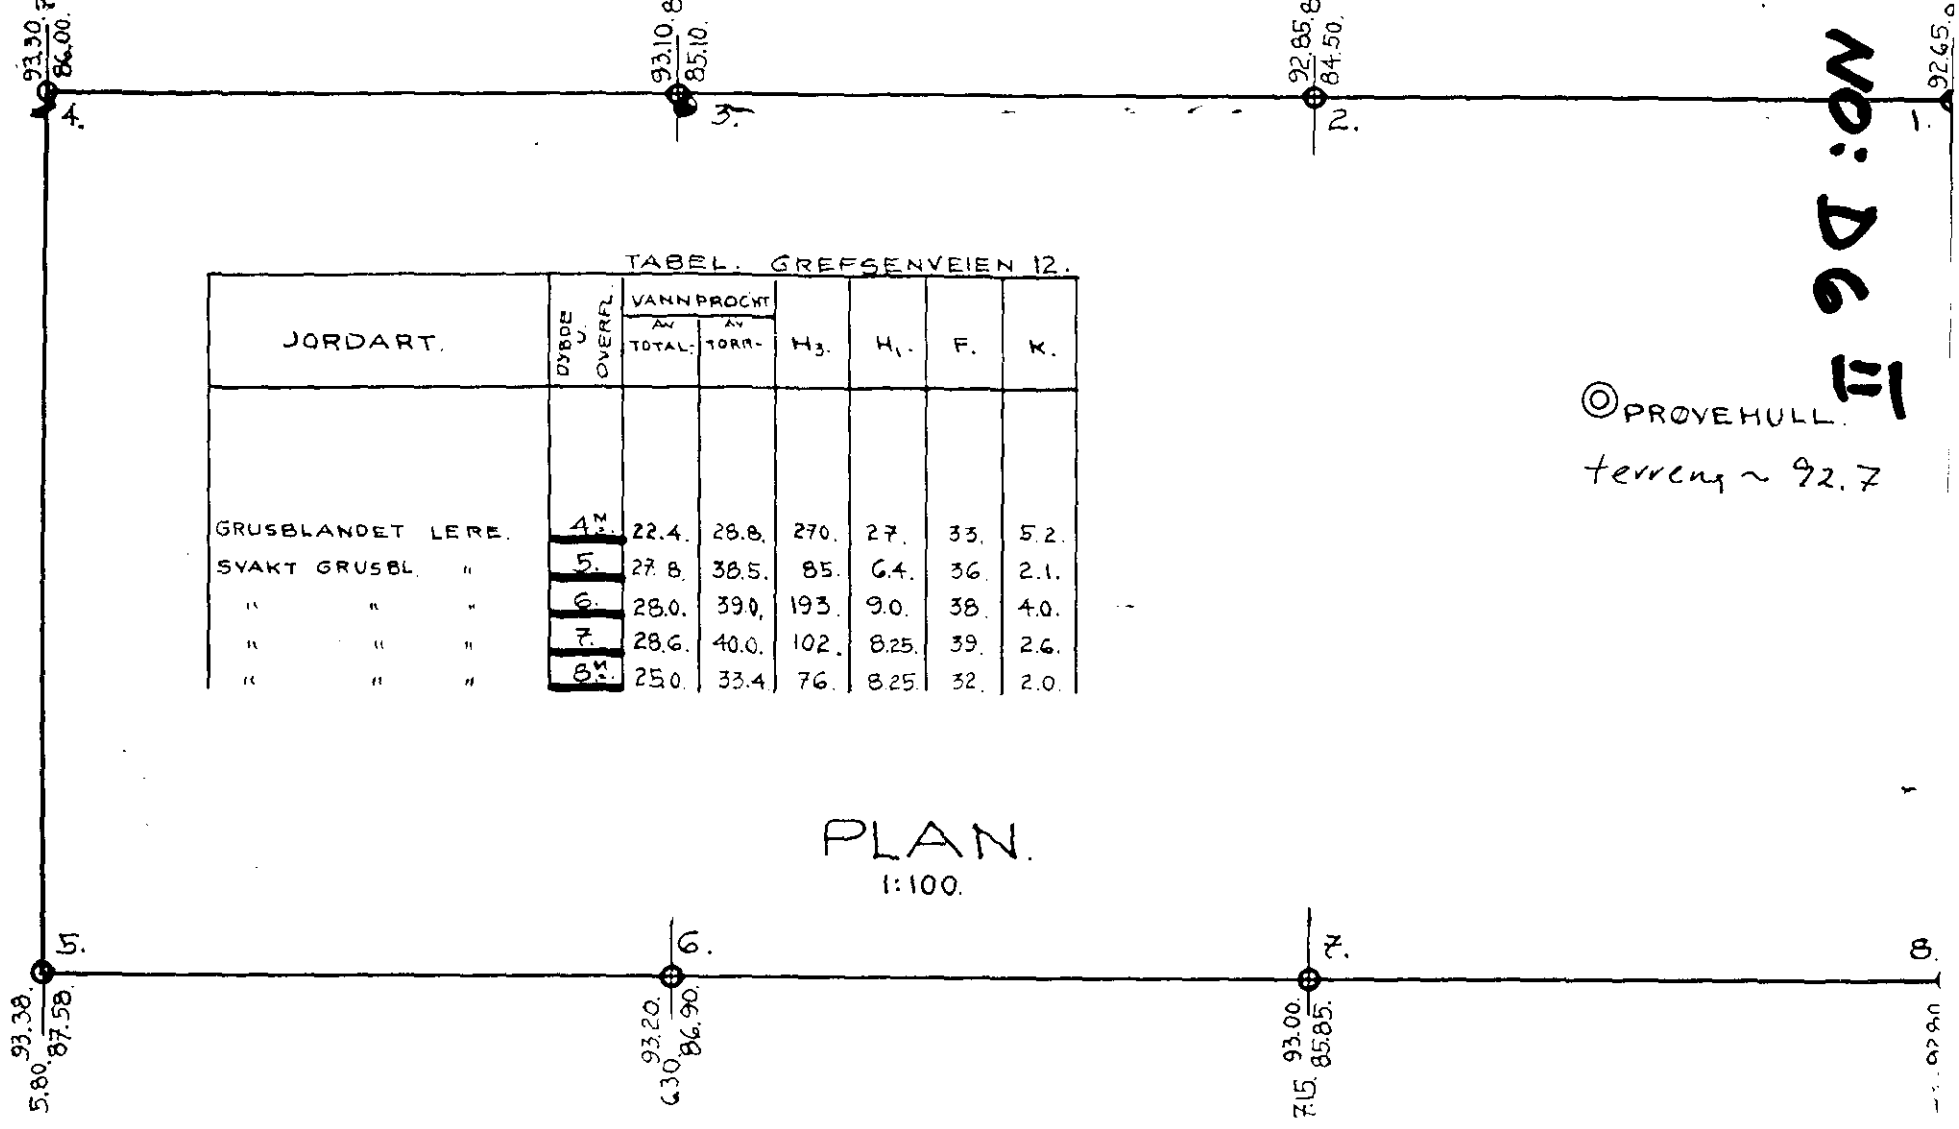 93.30.
86.00.
4.
93.10.
85.10.
3.
92.85.
84.50.
2.
92.65.
1.
NO: D6 II
TABEL. GREFSENVEIEN 12.
JORDART. DYBDE U. OVERFL. VANNPROCNT H3. H1. F. K.
AV TOTAL: AV TORR-
GRUSBLANDET LERE. 4M. 22.4. 28.8. 270. 27. 33. 5.2.
SVAKT GRUSBL. " 5. 27.8. 38.5. 85. 6.4. 36. 2.1.
" " " 6. 28.0. 39.0. 193. 9.0. 38. 4.0.
" " " 7. 28.6. 40.0. 102. 8.25. 39. 2.6.
" " " 8M. 25.0. 33.4. 76. 8.25. 32. 2.0.
PRØVEHULL.
terreng ~ 92.7
PLAN.
1:100.
5.
5.80. 93.38.
87.58.
6.
6.30. 93.20.
86.90.
7.
7.15. 93.00.
85.85.
8.